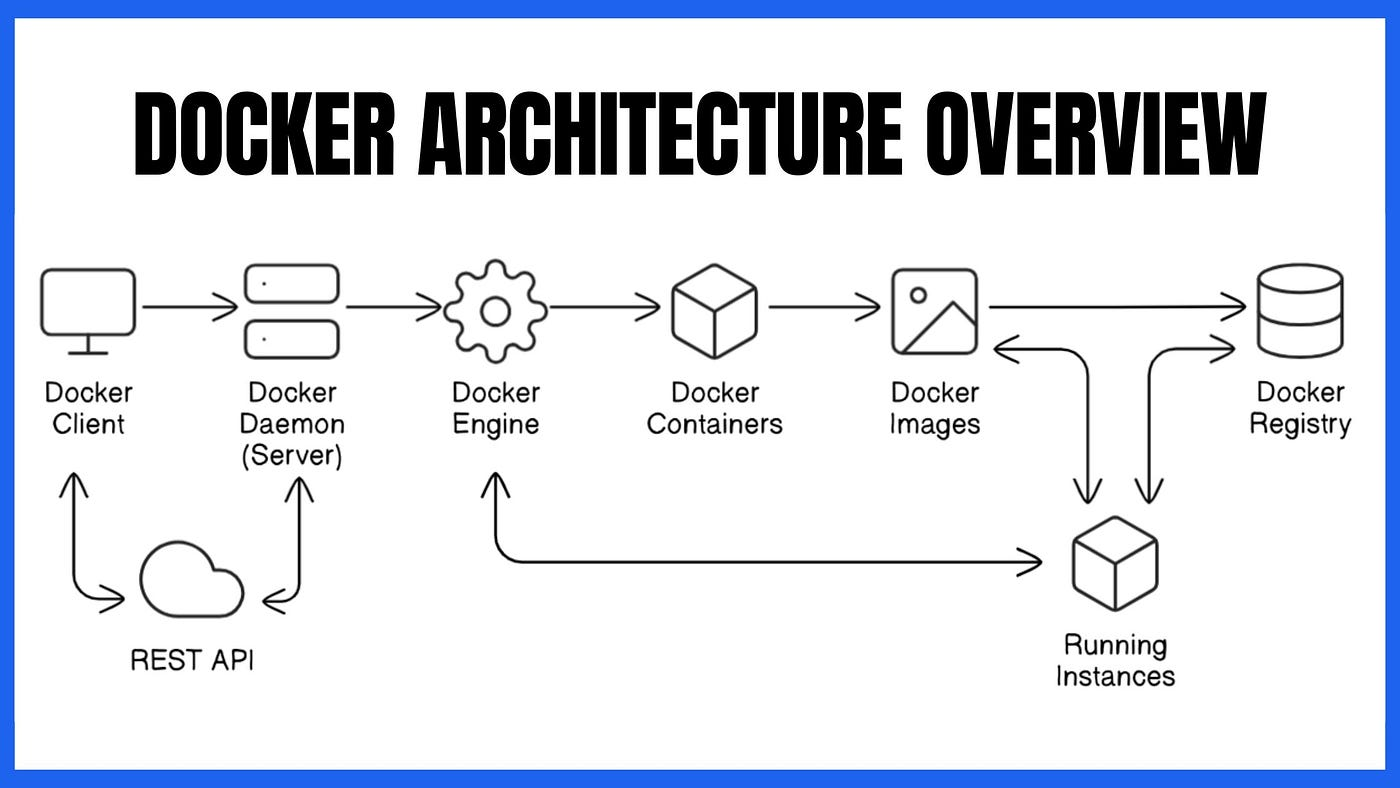 DOCKER ARCHITECTURE OVERVIEW
Docker
Client
Docker
Daemon
(Server)
Docker
Engine
Docker
Containers
Docker
Images
Docker
Registry
REST API
Running
Instances